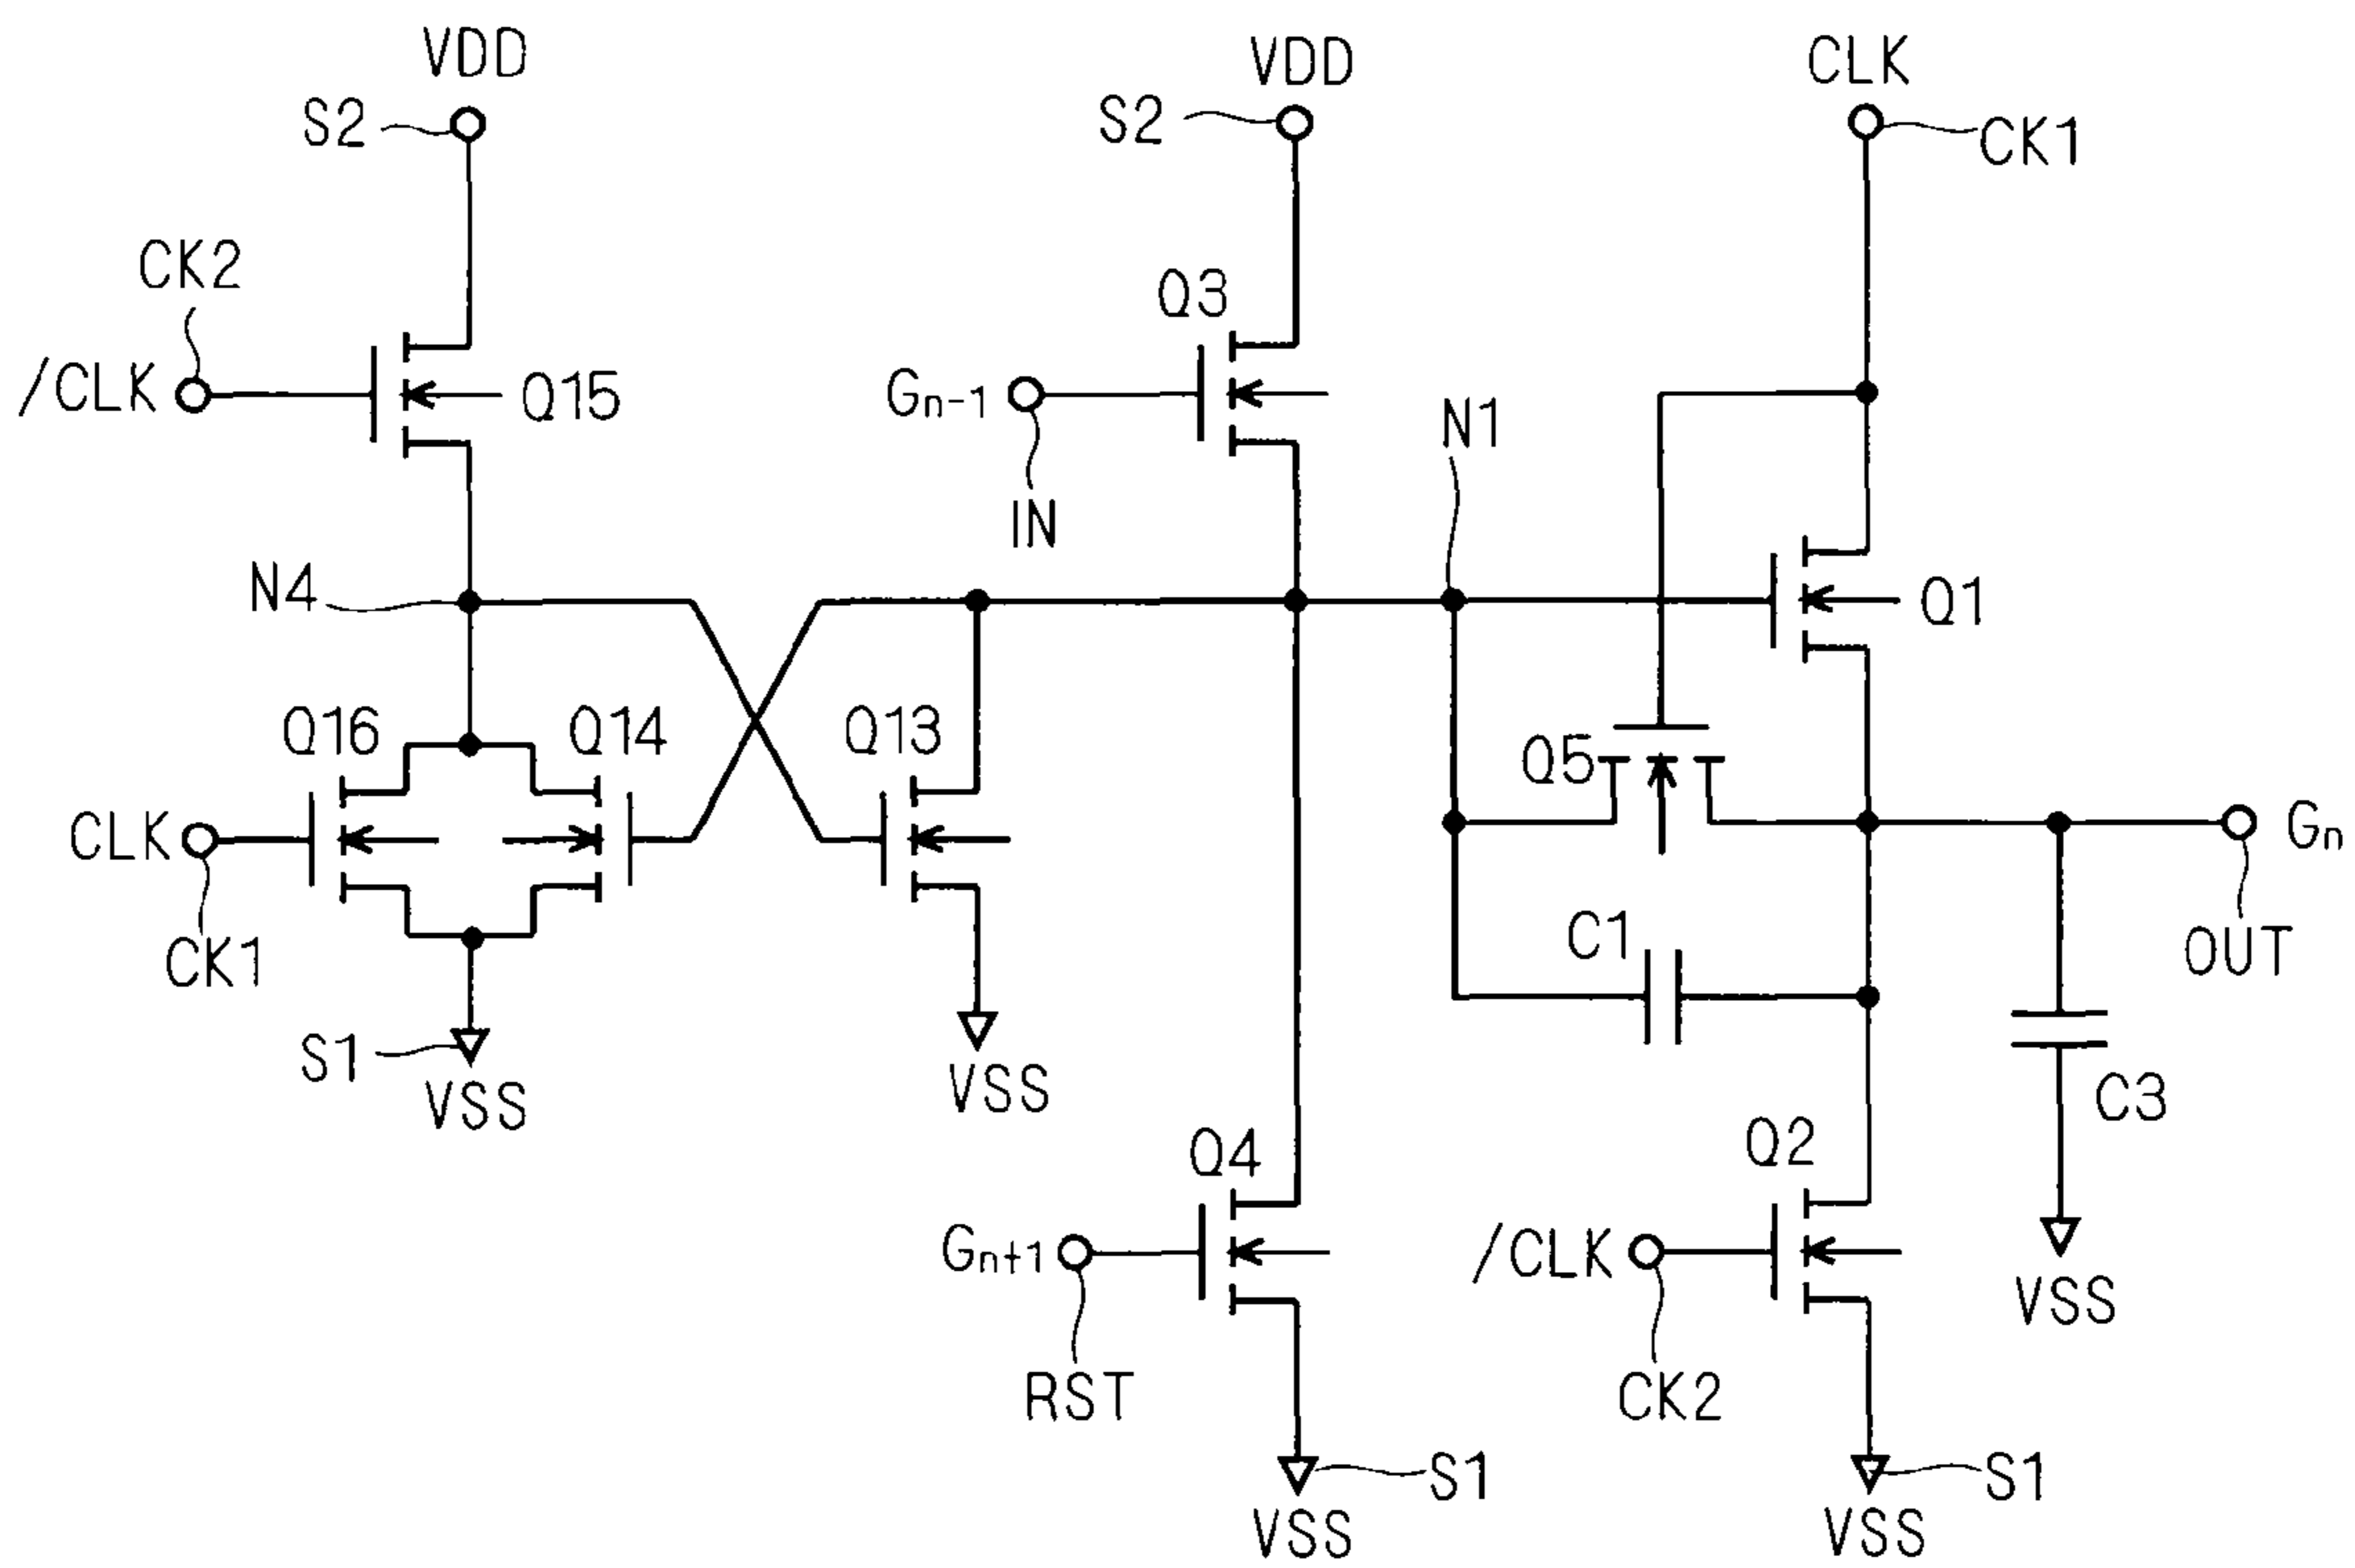 VDD
VDD
CLK
S2
S2
CK1
CK2
Q3
/CLK
Q15
Gn-1
N1
IN
N4
Q1
Q16
Q14
Q13
Q5
CLK
Gn
C1
CK1
OUT
S1
VSS
VSS
C3
Q4
Q2
Gn+1
/CLK
VSS
RST
CK2
S1
S1
VSS
VSS